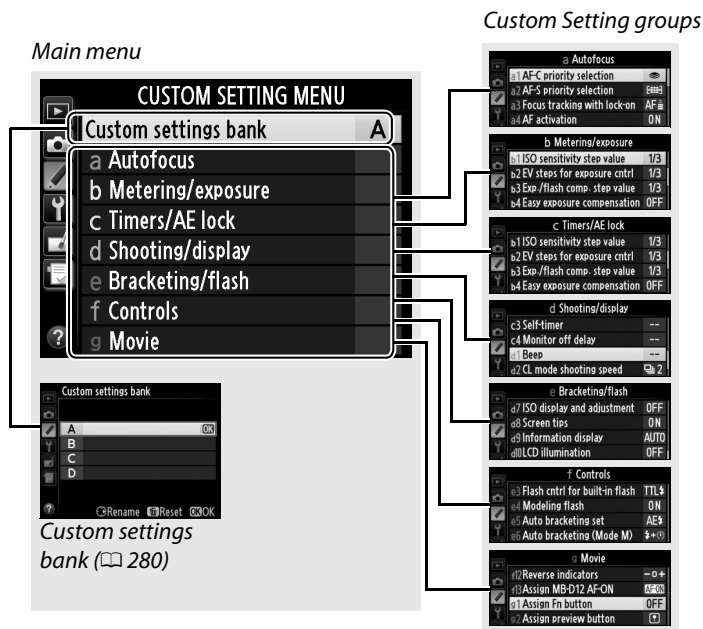 Custom Setting groups
Main menu
CUSTOM SETTING MENU
Custom settings bank A
a Autofocus
b Metering/exposure
c Timers/AE lock
d Shooting/display
e Bracketing/flash
f Controls
g Movie
?
Custom settings bank
A OK
B
C
D
? Rename Reset OK OK
Custom settings
bank ( 280)
a Autofocus
a1 AF-C priority selection
a2 AF-S priority selection
a3 Focus tracking with lock-on AF
a4 AF activation ON
b Metering/exposure
b1 ISO sensitivity step value 1/3
b2 EV steps for exposure cntrl 1/3
b3 Exp./flash comp. step value 1/3
b4 Easy exposure compensation OFF
c Timers/AE lock
b1 ISO sensitivity step value 1/3
b2 EV steps for exposure cntrl 1/3
b3 Exp./flash comp. step value 1/3
b4 Easy exposure compensation OFF
d Shooting/display
c3 Self-timer --
c4 Monitor off delay --
d1 Beep --
d2 CL mode shooting speed 2
e Bracketing/flash
d7 ISO display and adjustment OFF
d8 Screen tips ON
d9 Information display AUTO
d10 LCD illumination OFF
f Controls
e3 Flash cntrl for built-in flash TTL
e4 Modeling flash ON
e5 Auto bracketing set AE
e6 Auto bracketing (Mode M)
g Movie
f12 Reverse indicators -o+
f13 Assign MB-D12 AF-ON AF-ON
g1 Assign Fn button OFF
g2 Assign preview button